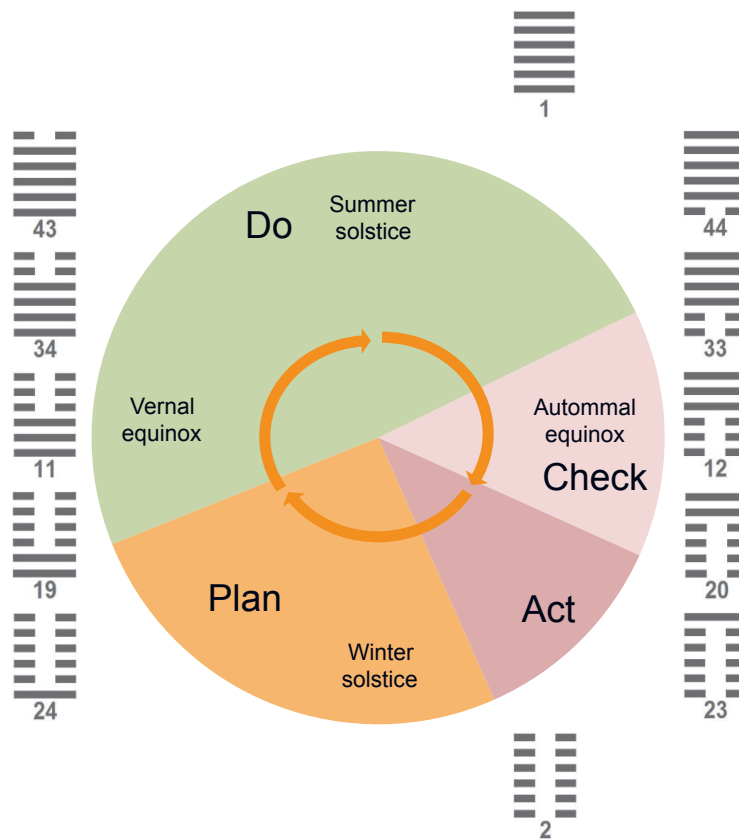 1
43
44
Do
Summer
solstice
34
33
Vernal
equinox
Autommal
equinox
11
12
Check
19
20
Plan
Act
Winter
solstice
24
23
2